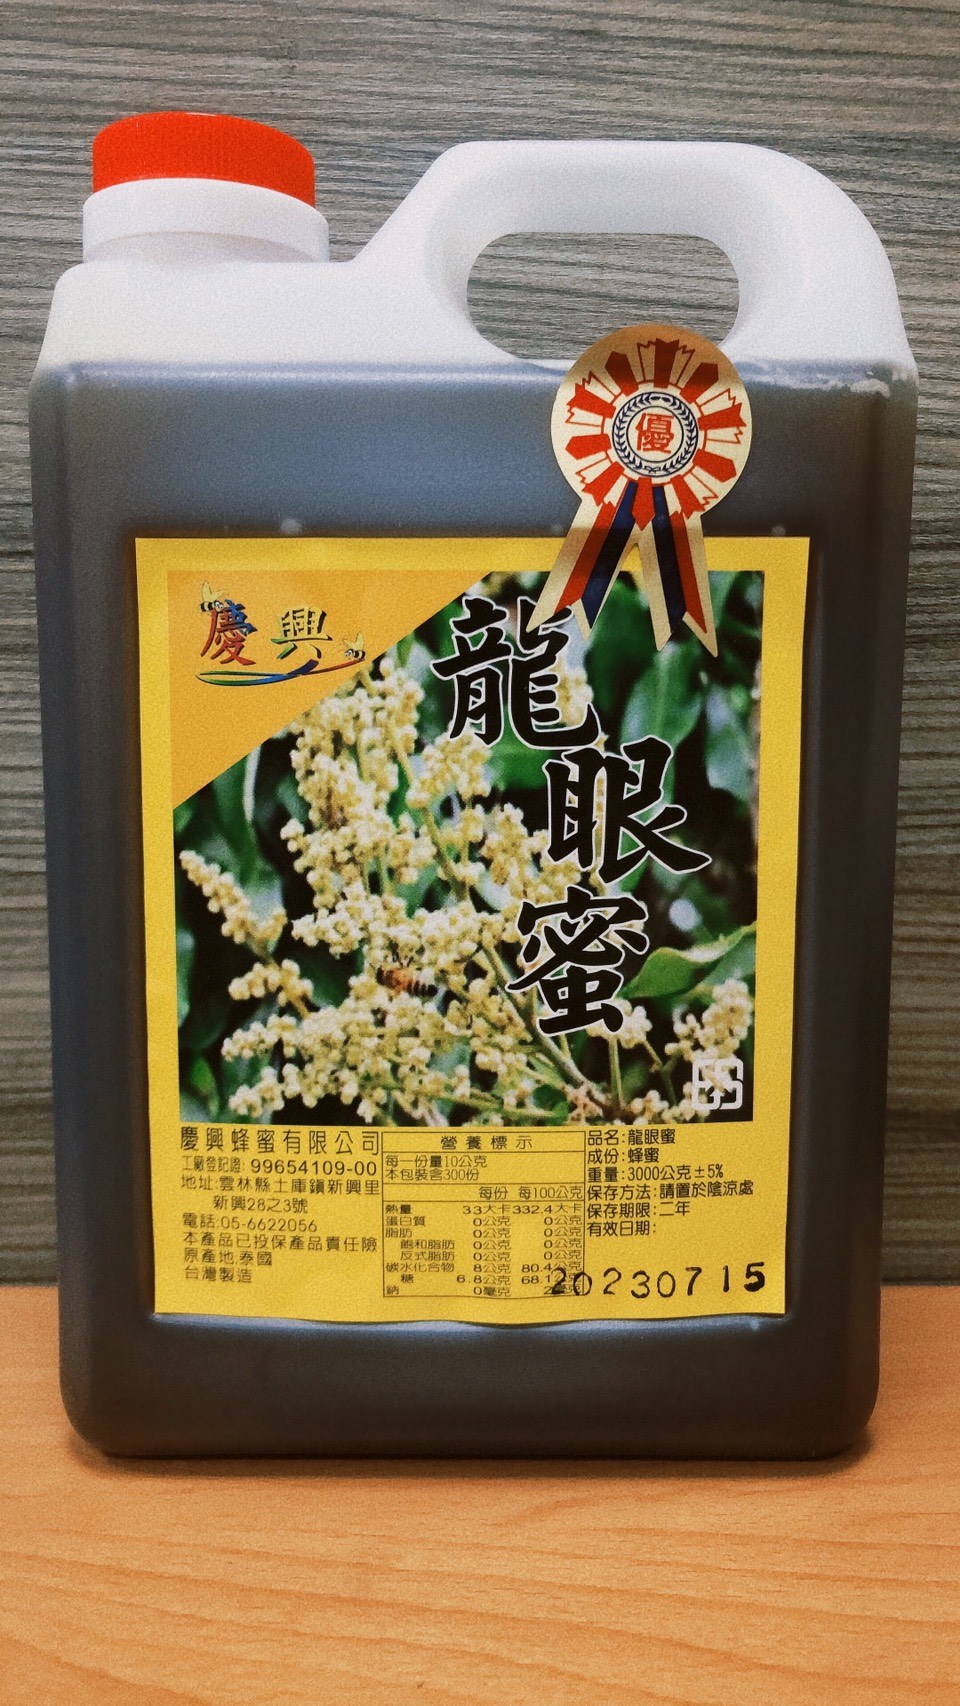 優
慶興
龍眼蜜
慶興蜂蜜有限公司
工廠登記證:99654109-00
地址:雲林縣土庫鎮新興里
新興28之3號
電話:05-6622056
本產品已投保產品責任險
原產地:泰國
台灣製造
營養標示
每一份量10公克
本包裝含300份
每份 每100公克
熱量 33大卡 332.4大卡
蛋白質 0公克 0公克
脂肪 0公克 0公克
飽和脂肪 0公克 0公克
反式脂肪 0公克 0公克
碳水化合物 8公克 80.4公克
糖 6.8公克 68.1公克
鈉 0毫克
品名:龍眼蜜
成份:蜂蜜
重量:3000公克±5%
保存方法:請置於陰涼處
保存期限:二年
有效日期:
20230715